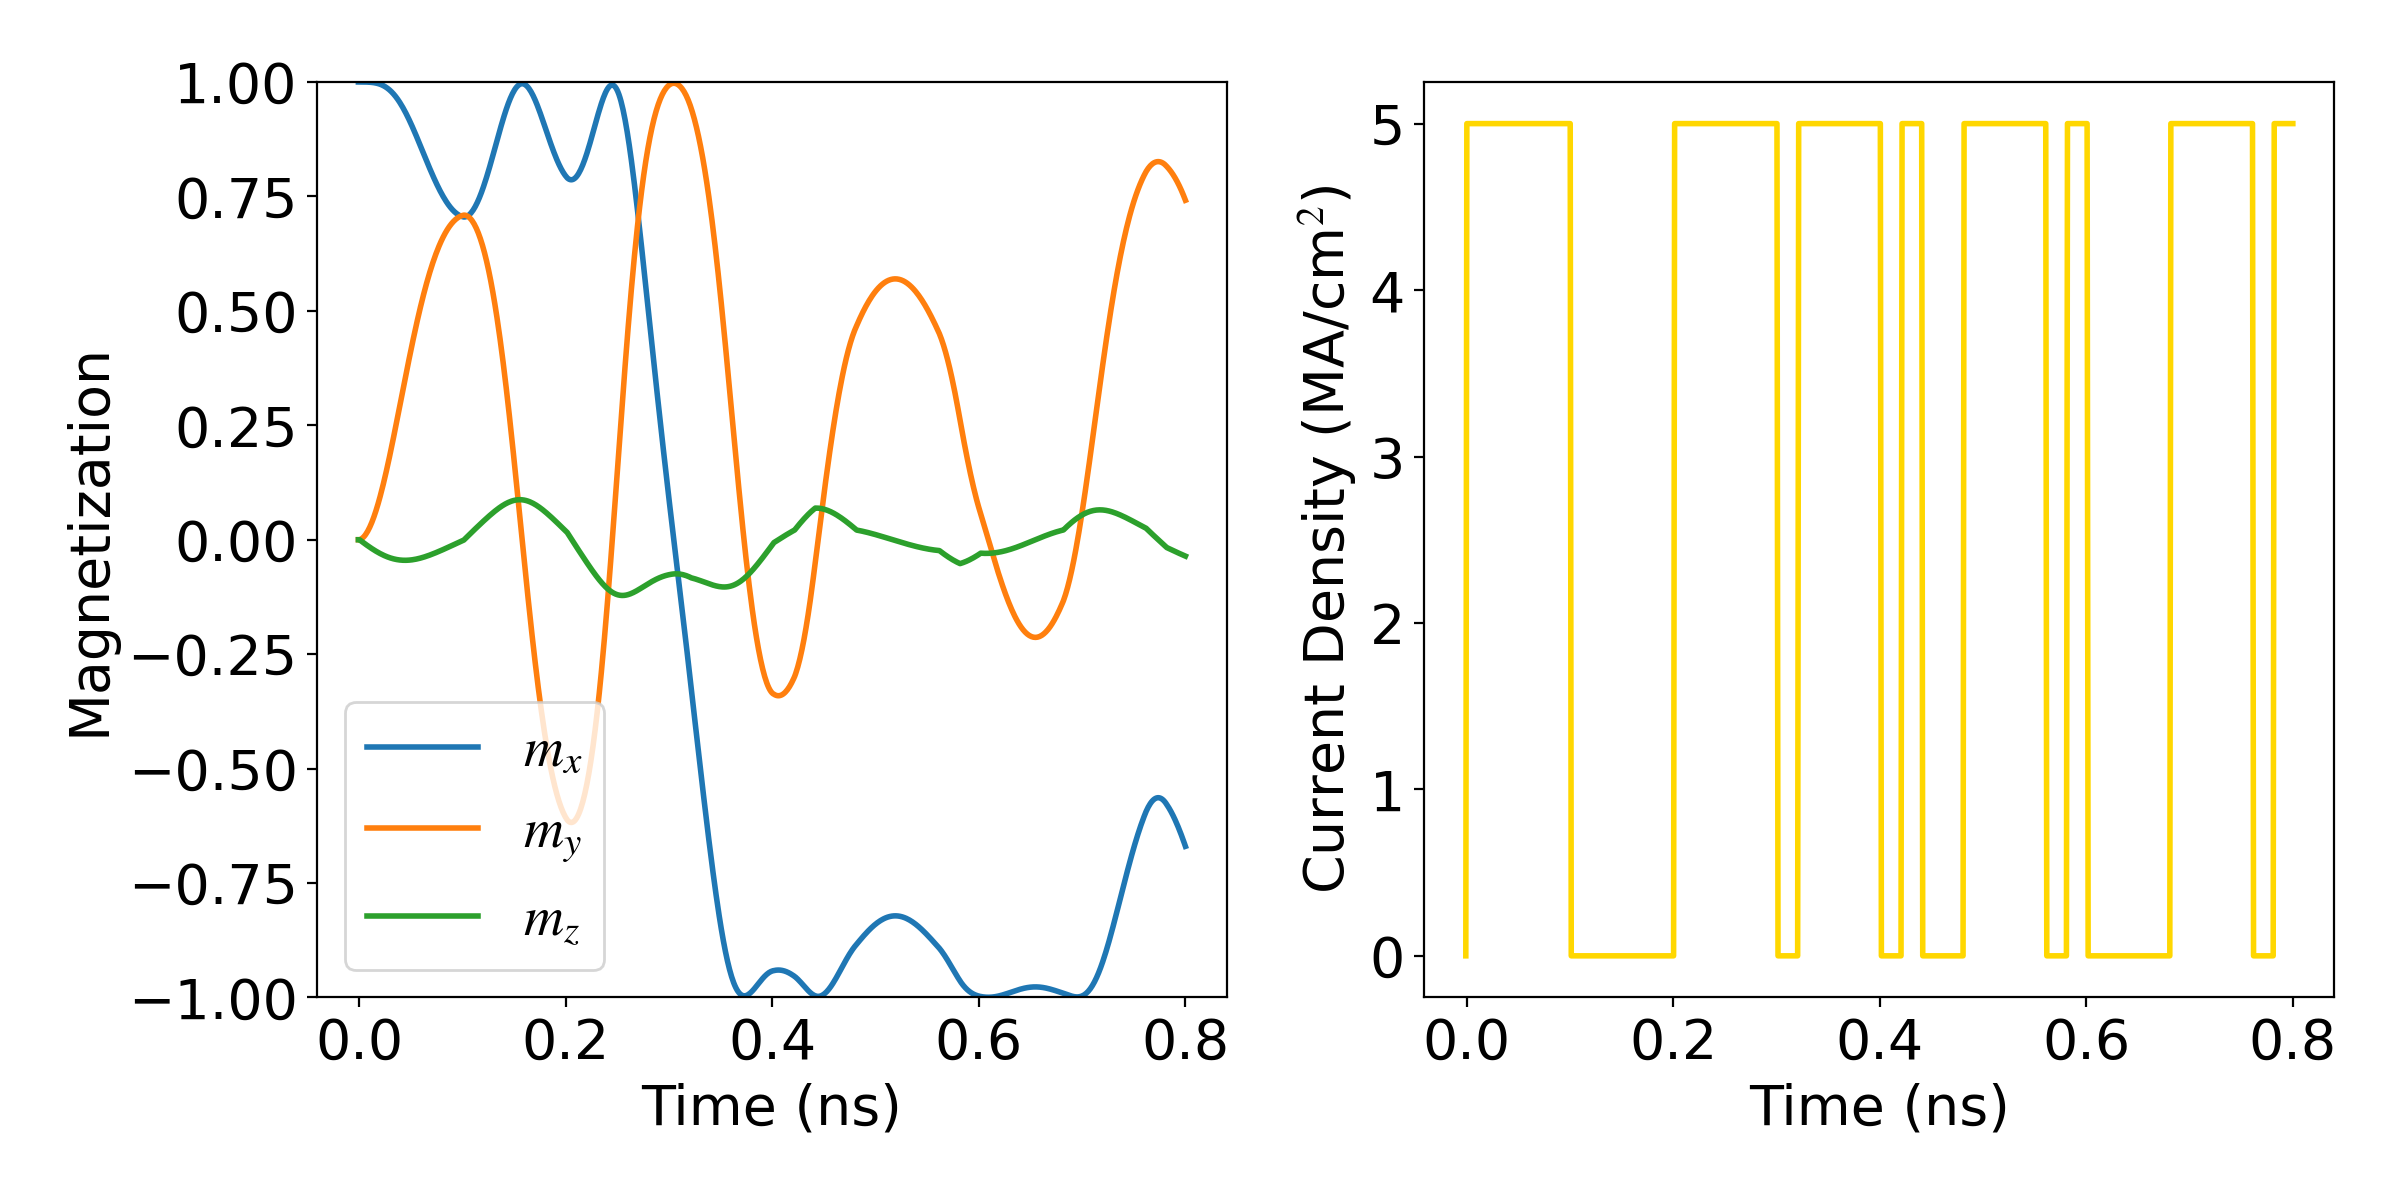 Magnetization
1.00
0.75
0.50
0.25
0.00
−0.25
−0.50
−0.75
−1.00
m_x
m_y
m_z
0.0 0.2 0.4 0.6 0.8
Time (ns)
Current Density (MA/cm²)
5
4
3
2
1
0
0.0 0.2 0.4 0.6 0.8
Time (ns)